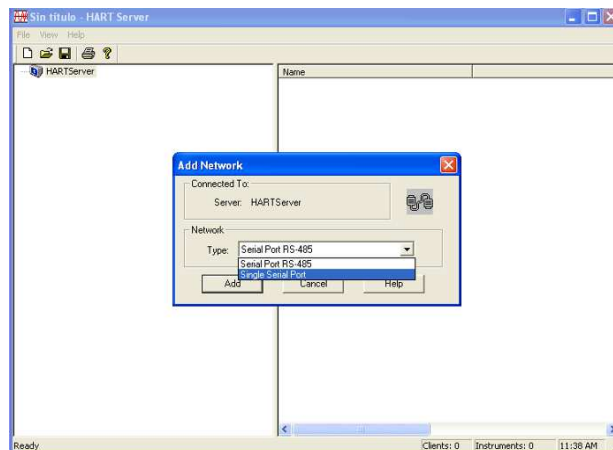 Sin título - HART Server
File View Help
HARTServer
Name
Add Network
Connected To:
Server: HARTServer
Network
Type: Serial Port RS-485
Serial Port RS-485
Single Serial Port
Add Cancel Help
Ready Clients: 0 Instruments: 0 11:38 AM